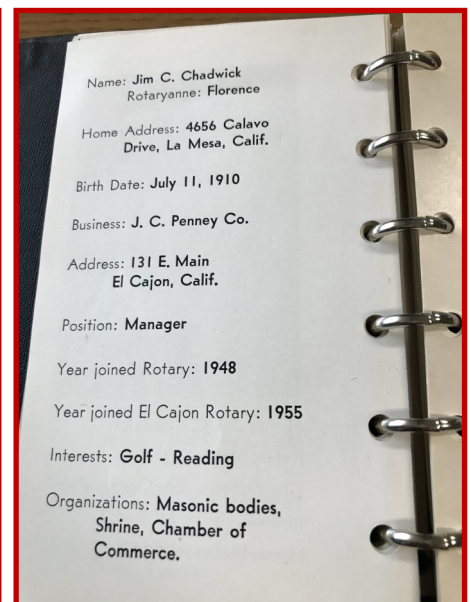 Name: Jim C. Chadwick
Rotaryanne: Florence
Home Address: 4656 Calavo
Drive, La Mesa, Calif.
Birth Date: July 11, 1910
Business: J. C. Penney Co.
Address: 131 E. Main
El Cajon, Calif.
Position: Manager
Year joined Rotary: 1948
Year joined El Cajon Rotary: 1955
Interests: Golf - Reading
Organizations: Masonic bodies,
Shrine, Chamber of
Commerce.